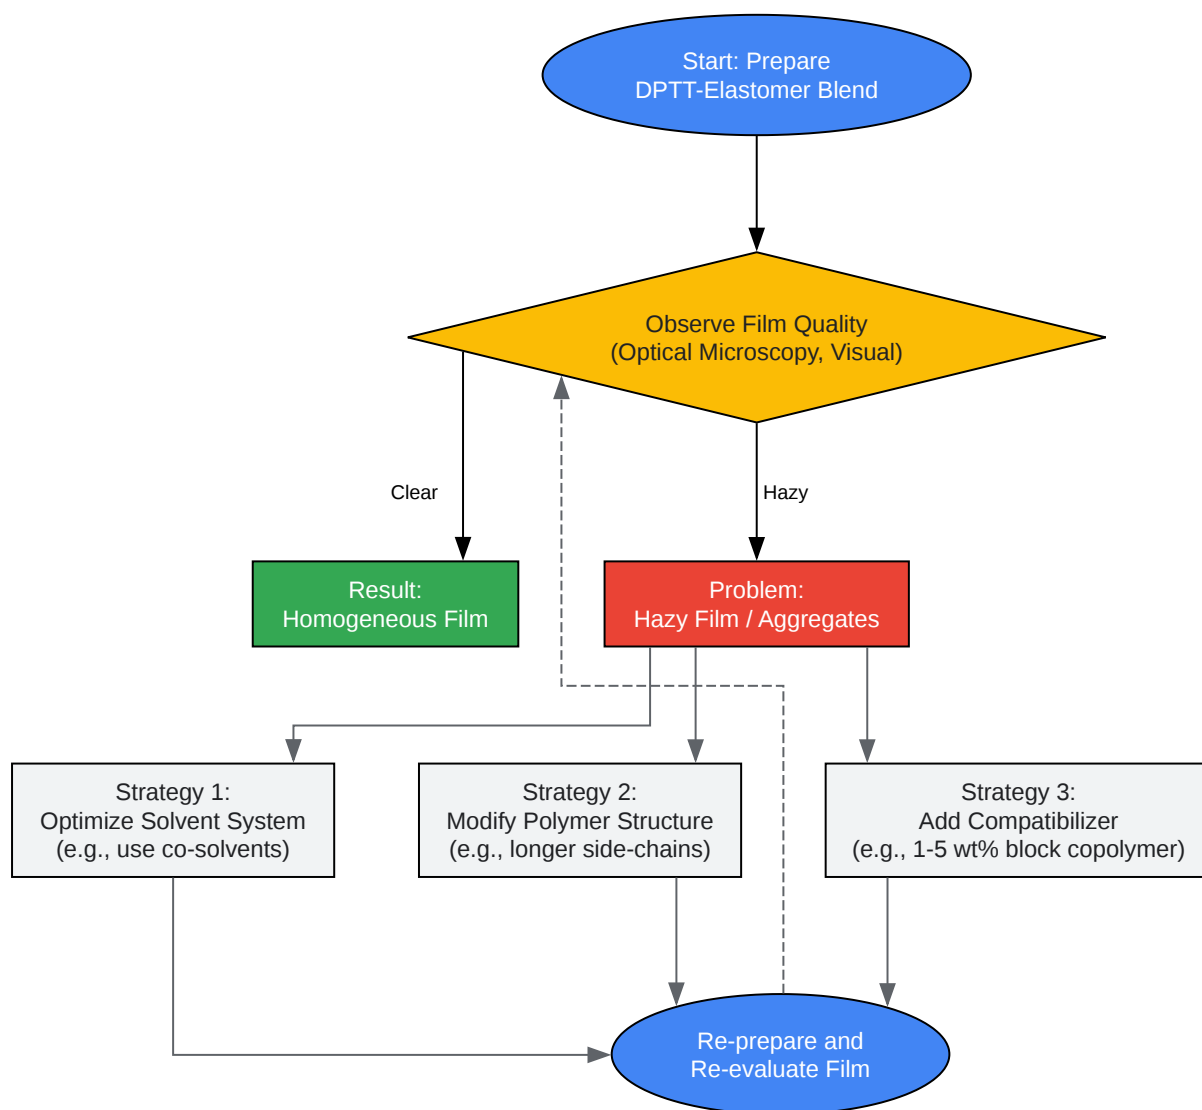 Start: Prepare
DPTT-Elastomer Blend
Observe Film Quality
(Optical Microscopy, Visual)
Clear
Hazy
Result:
Homogeneous Film
Problem:
Hazy Film / Aggregates
Strategy 1:
Optimize Solvent System
(e.g., use co-solvents)
Strategy 2:
Modify Polymer Structure
(e.g., longer side-chains)
Strategy 3:
Add Compatibilizer
(e.g., 1-5 wt% block copolymer)
Re-prepare and
Re-evaluate Film